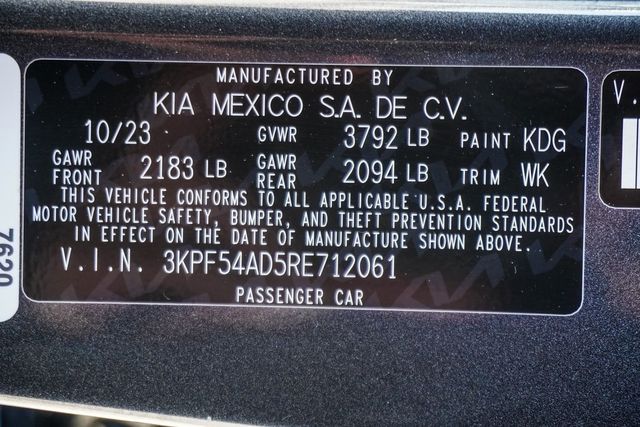 MANUFACTURED BY
KIA MEXICO S.A. DE C.V.
10/23 GVWR 3792 LB PAINT KDG
GAWR FRONT 2183 LB GAWR REAR 2094 LB TRIM WK
THIS VEHICLE CONFORMS TO ALL APPLICABLE U.S.A. FEDERAL
MOTOR VEHICLE SAFETY, BUMPER, AND THEFT PREVENTION STANDARDS
IN EFFECT ON THE DATE OF MANUFACTURE SHOWN ABOVE.
V.I.N. 3KPF54AD5RE712061
PASSENGER CAR
7620
V.